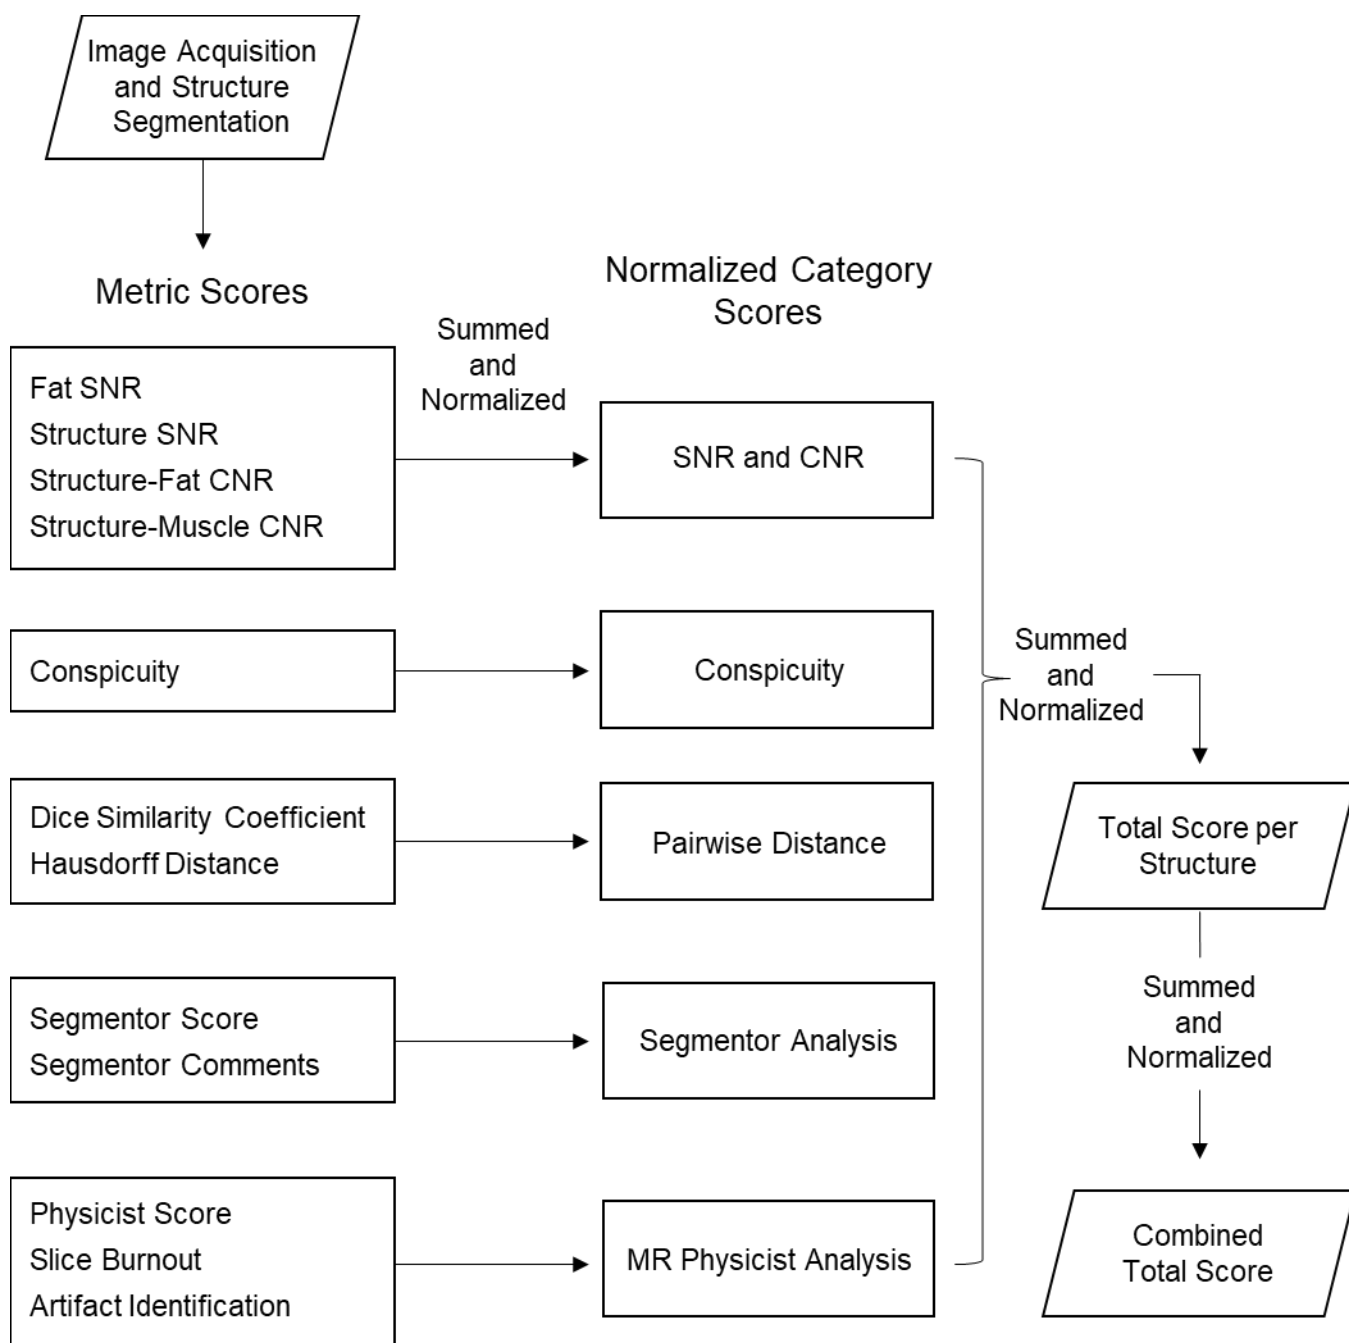 Image Acquisition
and Structure
Segmentation
Metric Scores
Normalized Category
Scores
Summed
and
Normalized
Fat SNR
Structure SNR
Structure-Fat CNR
Structure-Muscle CNR
SNR and CNR
Conspicuity
Conspicuity
Summed
and
Normalized
Dice Similarity Coefficient
Hausdorff Distance
Pairwise Distance
Total Score per
Structure
Segmentor Score
Segmentor Comments
Segmentor Analysis
Summed
and
Normalized
Physicist Score
Slice Burnout
Artifact Identification
MR Physicist Analysis
Combined
Total Score